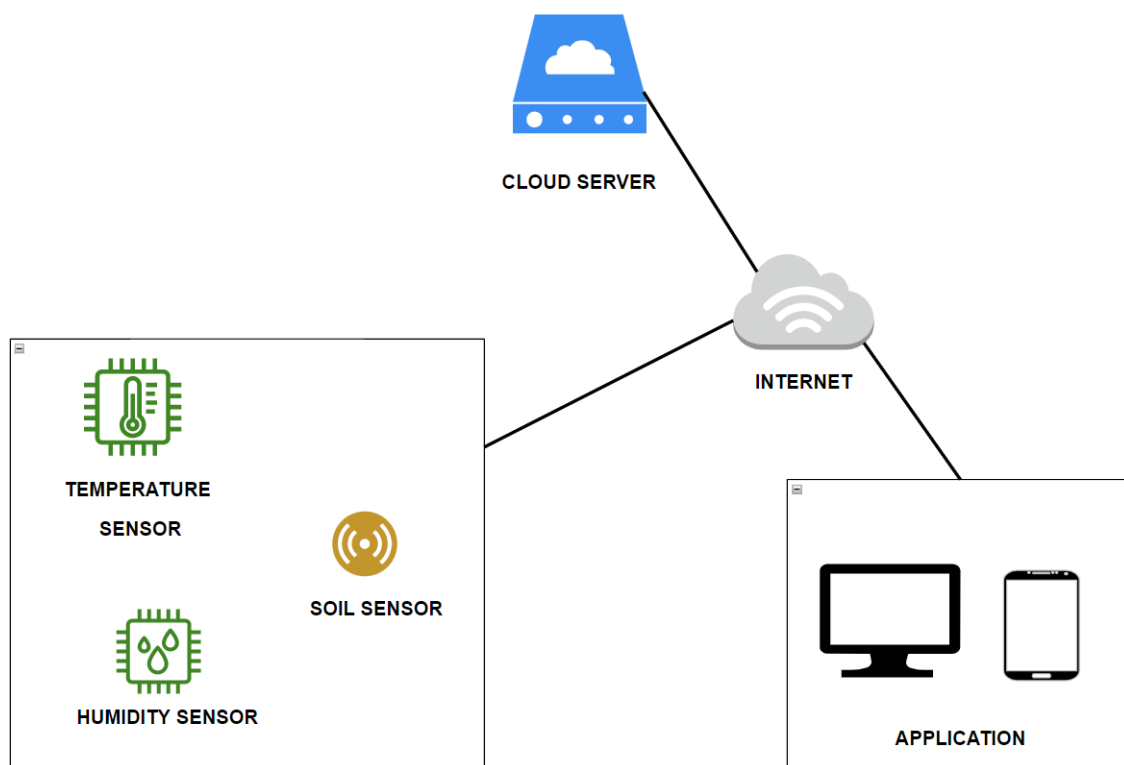 CLOUD SERVER
INTERNET
TEMPERATURE
SENSOR
SOIL SENSOR
HUMIDITY SENSOR
APPLICATION